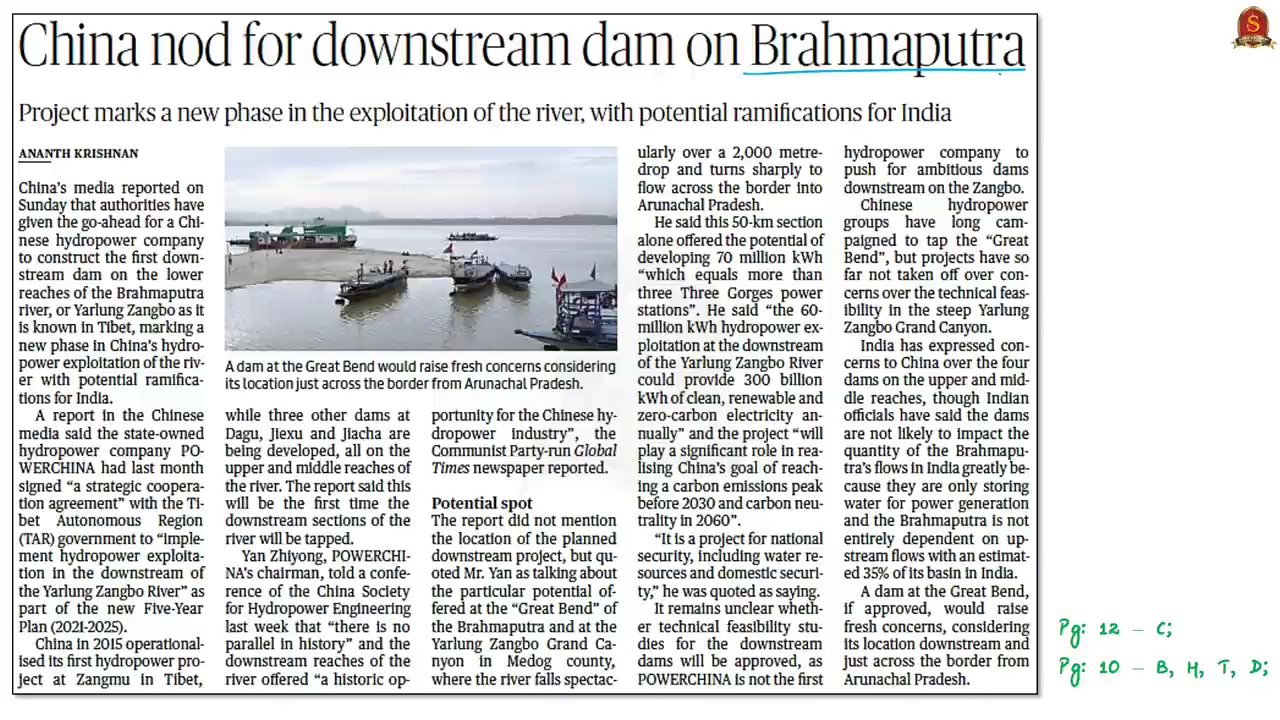 China nod for downstream dam on Brahmaputra
Project marks a new phase in the exploitation of the river, with potential ramifications for India
ANANTH KRISHNAN
China's media reported on
Sunday that authorities have
given the go-ahead for a Chi-
nese hydropower company
to construct the first down-
stream dam on the lower
reaches of the Brahmaputra
river, or Yarlung Zangbo as it
is known in Tibet, marking a
new phase in China's hydro-
power exploitation of the riv-
er with potential ramifica-
tions for India.
A report in the Chinese
media said the state-owned
hydropower company PO-
WERCHINA had last month
signed "a strategic coopera-
tion agreement" with the Ti-
bet Autonomous Region
(TAR) government to "imple-
ment hydropower exploita-
tion in the downstream of
the Yarlung Zangbo River" as
part of the new Five-Year
Plan (2021-2025).
China in 2015 operational-
ised its first hydropower pro-
ject at Zangmu in Tibet,
A dam at the Great Bend would raise fresh concerns considering
its location just across the border from Arunachal Pradesh.
while three other dams at
Dagu, Jiexu and Jiacha are
being developed, all on the
upper and middle reaches of
the river. The report said this
will be the first time the
downstream sections of the
river will be tapped.
Yan Zhiyong, POWERCHI-
NA's chairman, told a confe-
rence of the China Society
for Hydropower Engineering
last week that "there is no
parallel in history" and the
downstream reaches of the
river offered "a historic op-
portunity for the Chinese hy-
dropower industry", the
Communist Party-run Global
Times newspaper reported.
Potential spot
The report did not mention
the location of the planned
downstream project, but qu-
oted Mr. Yan as talking about
the particular potential of-
fered at the "Great Bend" of
the Brahmaputra and at the
Yarlung Zangbo Grand Ca-
nyon in Medog county,
where the river falls spectac-
ularly over a 2,000 metre-
drop and turns sharply to
flow across the border into
Arunachal Pradesh.
He said this 50-km section
alone offered the potential of
developing 70 million kWh
"which equals more than
three Three Gorges power
stations". He said "the 60-
million kWh hydropower ex-
ploitation at the downstream
of the Yarlung Zangbo River
could provide 300 billion
kWh of clean, renewable and
zero-carbon electricity an-
nually" and the project "will
play a significant role in rea-
lising China's goal of reach-
ing a carbon emissions peak
before 2030 and carbon neu-
trality in 2060".
"It is a project for national
security, including water re-
sources and domestic securi-
ty," he was quoted as saying.
It remains unclear wheth-
er technical feasibility stu-
dies for the downstream
dams will be approved, as
POWERCHINA is not the first
hydropower company to
push for ambitious dams
downstream on the Zangbo.
Chinese hydropower
groups have long cam-
paigned to tap the "Great
Bend", but projects have so
far not taken off over con-
cerns over the technical feas-
ibility in the steep Yarlung
Zangbo Grand Canyon.
India has expressed con-
cerns to China over the four
dams on the upper and mid-
dle reaches, though Indian
officials have said the dams
are not likely to impact the
quantity of the Brahmapu-
tra's flows in India greatly be-
cause they are only storing
water for power generation
and the Brahmaputra is not
entirely dependent on up-
stream flows with an estimat-
ed 35% of its basin in India.
A dam at the Great Bend,
if approved, would raise
fresh concerns, considering
its location downstream and
just across the border from
Arunachal Pradesh.
Pg: 12 – C;
Pg: 10 – B, H, T, D;